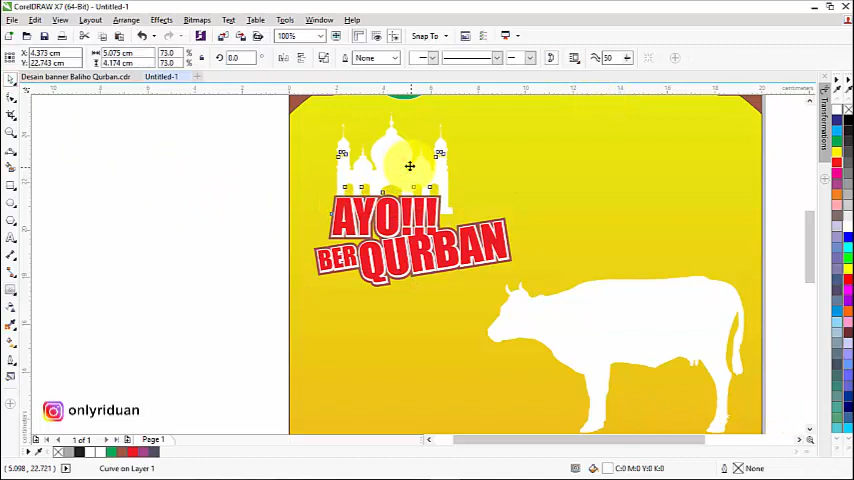 CorelDRAW X7 (64-Bit) - Untitled-1
File Edit View Layout Arrange Effects Bitmaps Text Table Tools Window Help
100% Snap To
X: 4.373 cm 5.075 cm 73.0 % 0.0 None 50
Y: 22.743 cm 4.174 cm 73.0 %
Desain banner Baliho Qurban.cdr Untitled-1
centimeters
Transformations
AYO!!!
BER QURBAN
onlyriduan
1 of 1 Page 1
(5.098, 22.721) Curve on Layer 1 C:0 M:0 Y:0 K:0 None